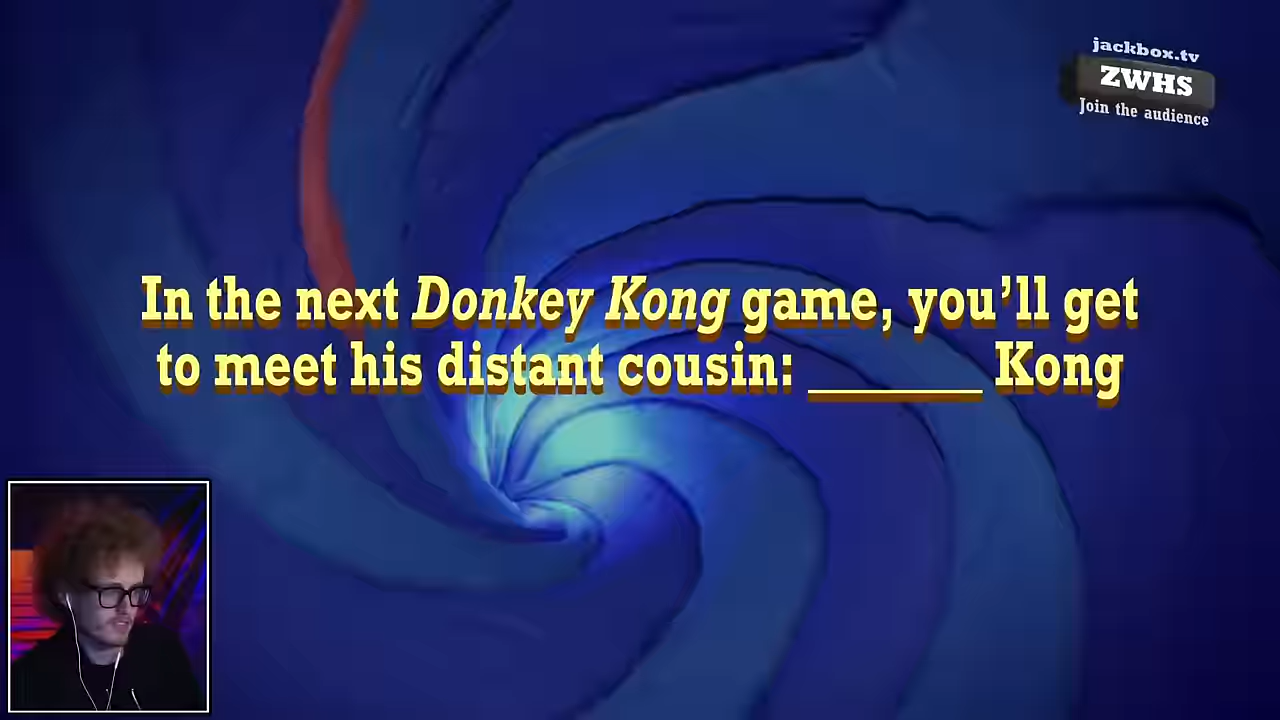 jackbox.tv
ZWHS
Join the audience
In the next Donkey Kong game, you’ll get
to meet his distant cousin: ________ Kong